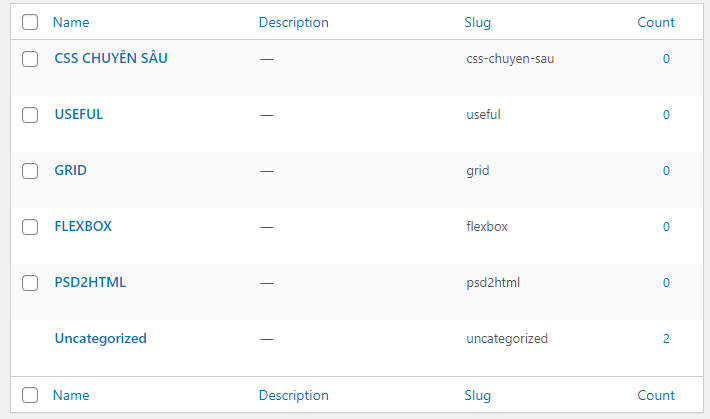 Name Description Slug Count
CSS CHUYÊN SÂU — css-chuyen-sau 0
USEFUL — useful 0
GRID — grid 0
FLEXBOX — flexbox 0
PSD2HTML — psd2html 0
Uncategorized — uncategorized 2
Name Description Slug Count